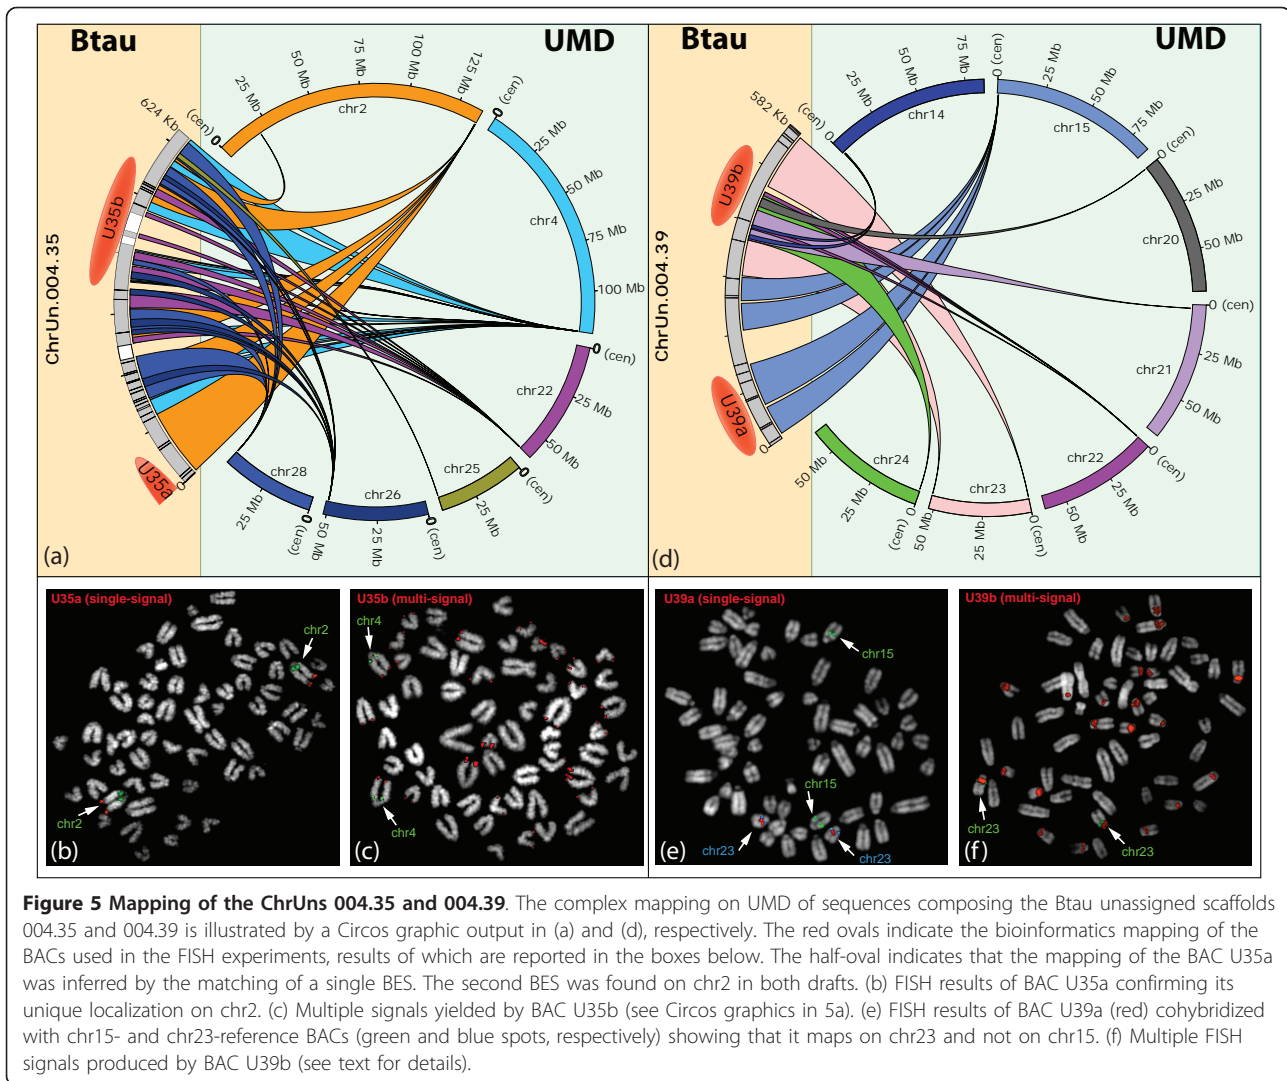 Btau
UMD
ChrUn.004.35
624 Kb
0
U35b
U35a
(cen) 0
25 Mb
50 Mb
75 Mb
100 Mb
125 Mb
chr2
0 (cen)
25 Mb
50 Mb
75 Mb
100 Mb
chr4
0 (cen)
25 Mb
50 Mb
chr22
0 (cen)
25 Mb
chr25
0 (cen)
25 Mb
50 Mb
chr26
0 (cen)
25 Mb
chr28
(a)
Btau
UMD
ChrUn.004.39
582 Kb
0
U39b
U39a
(cen) 0
25 Mb
50 Mb
75 Mb
chr14
0 (cen)
25 Mb
50 Mb
75 Mb
chr15
0 (cen)
25 Mb
50 Mb
chr20
0 (cen)
25 Mb
50 Mb
chr21
0 (cen)
25 Mb
50 Mb
chr22
0 (cen)
25 Mb
50 Mb
chr23
0 (cen)
25 Mb
50 Mb
chr24
(d)
U35a (single-signal)
chr2
chr2
(b)
U35b (multi-signal)
chr4
chr4
(c)
U39a (single-signal)
chr15
chr15
chr23
chr23
(e)
U39b (multi-signal)
chr23
chr23
(f)
Figure 5 Mapping of the ChrUns 004.35 and 004.39. The complex mapping on UMD of sequences composing the Btau unassigned scaffolds
004.35 and 004.39 is illustrated by a Circos graphic output in (a) and (d), respectively. The red ovals indicate the bioinformatics mapping of the
BACs used in the FISH experiments, results of which are reported in the boxes below. The half-oval indicates that the mapping of the BAC U35a
was inferred by the matching of a single BES. The second BES was found on chr2 in both drafts. (b) FISH results of BAC U35a confirming its
unique localization on chr2. (c) Multiple signals yielded by BAC U35b (see Circos graphics in 5a). (e) FISH results of BAC U39a (red) cohybridized
with chr15- and chr23-reference BACs (green and blue spots, respectively) showing that it maps on chr23 and not on chr15. (f) Multiple FISH
signals produced by BAC U39b (see text for details).